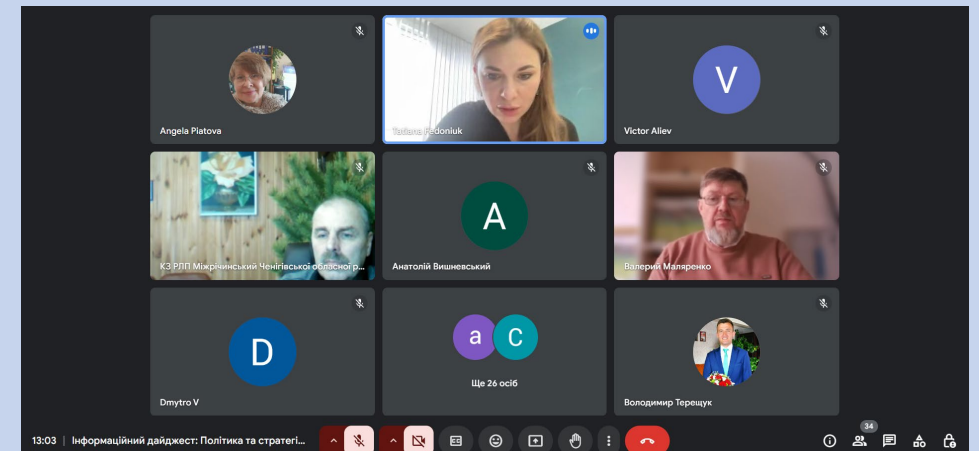 Angela Piatova
Tatiana Fedoniuk
V
Victor Aliev
КЗ РЛП Міжрічинський Ченігівської обласної р...
A
Анатолій Вишневський
Валерий Маляренко
D
Dmytro V
a C
Ще 26 осіб
Володимир Терещук
13:03 | Інформаційний дайджест: Політика та стратегі...
34